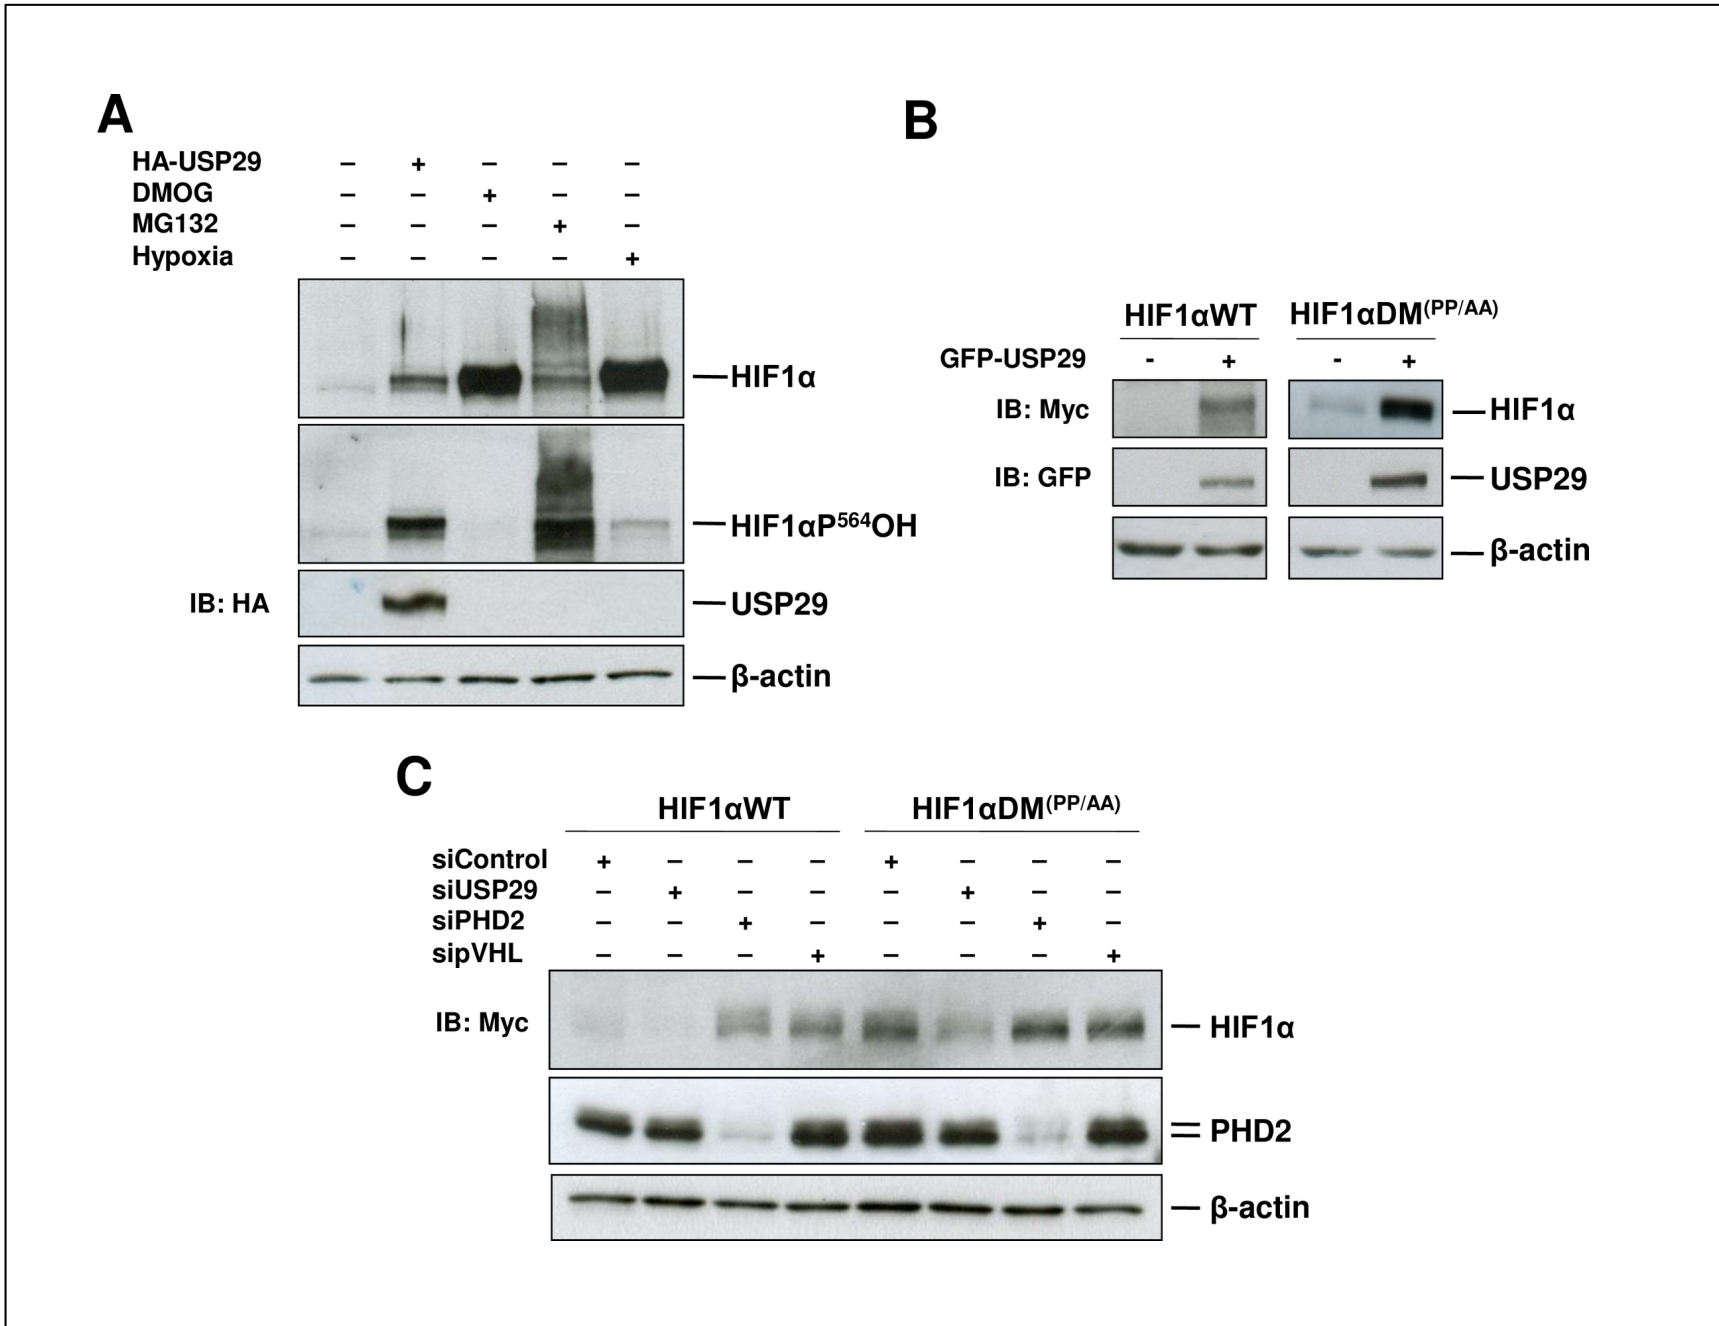 A
HA-USP29 – + – – –
DMOG – – + – –
MG132 – – – + –
Hypoxia – – – – +
HIF1α
HIF1αP⁵⁶⁴OH
IB: HA
USP29
β-actin
B
HIF1αWT HIF1αDM⁽ᴾᴾ/ᴬᴬ⁾
GFP-USP29 - + - +
IB: Myc HIF1α
IB: GFP USP29
β-actin
C
HIF1αWT HIF1αDM⁽ᴾᴾ/ᴬᴬ⁾
siControl + – – – + – – –
siUSP29 – + – – – + – –
siPHD2 – – + – – – + –
sipVHL – – – + – – – +
IB: Myc HIF1α
PHD2
β-actin